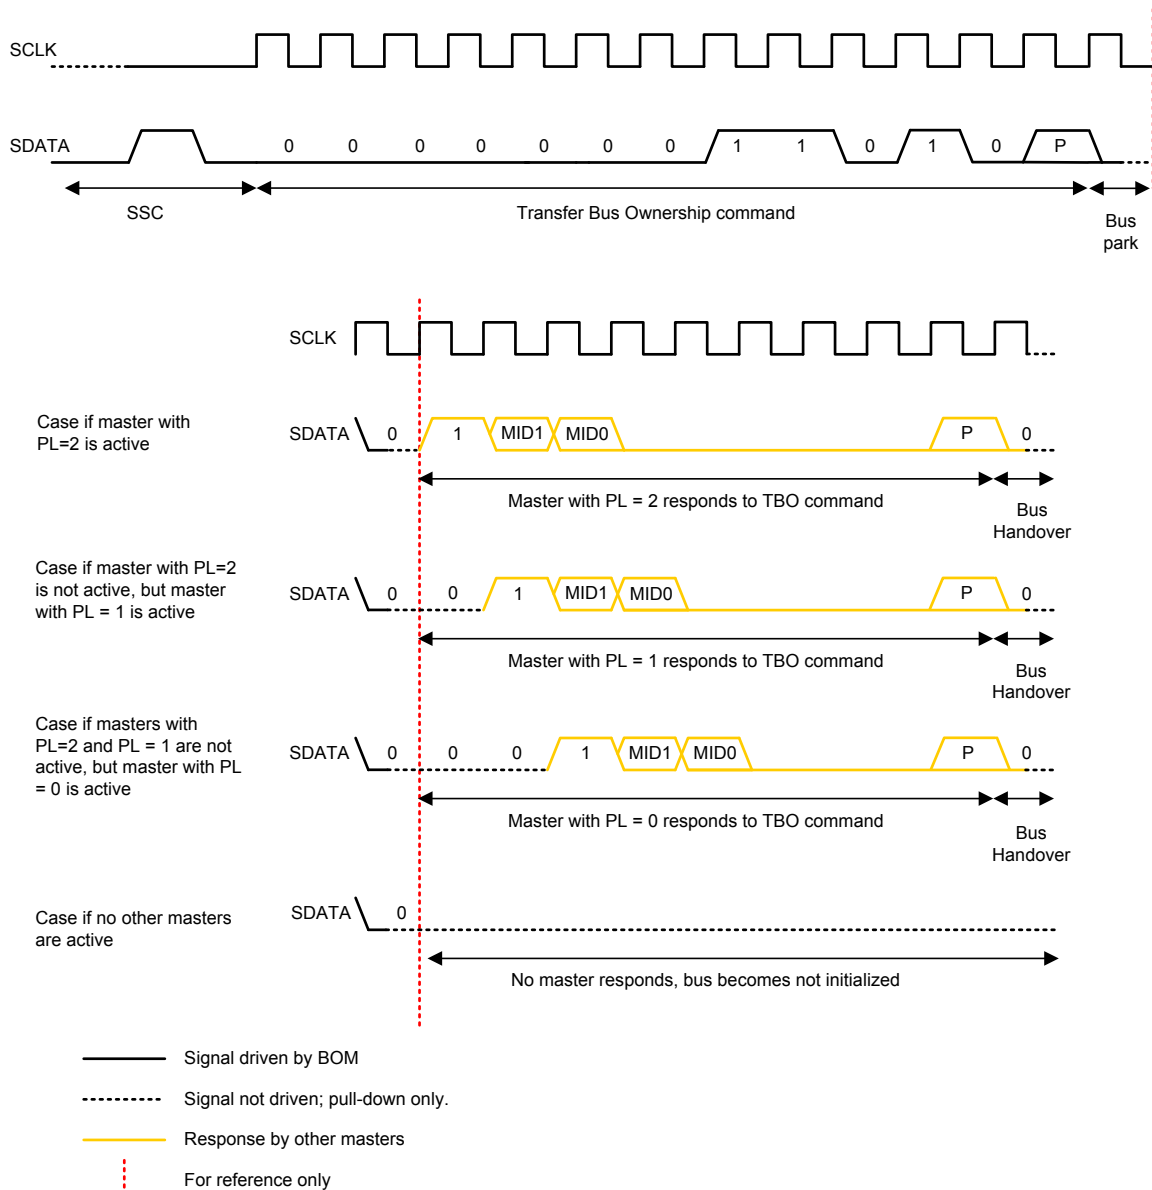 SCLK
SDATA 0 0 0 0 0 0 0 1 1 0 1 0 P
SSC
Transfer Bus Ownership command
Bus
park
SCLK
Case if master with
PL=2 is active
SDATA 0 1 MID1 MID0 P 0
Master with PL = 2 responds to TBO command
Bus
Handover
Case if master with PL=2
is not active, but master
with PL = 1 is active
SDATA 0 0 1 MID1 MID0 P 0
Master with PL = 1 responds to TBO command
Bus
Handover
Case if masters with
PL=2 and PL = 1 are not
active, but master with PL
= 0 is active
SDATA 0 0 0 1 MID1 MID0 P 0
Master with PL = 0 responds to TBO command
Bus
Handover
Case if no other masters
are active
SDATA 0
No master responds, bus becomes not initialized
Signal driven by BOM
Signal not driven; pull-down only.
Response by other masters
For reference only